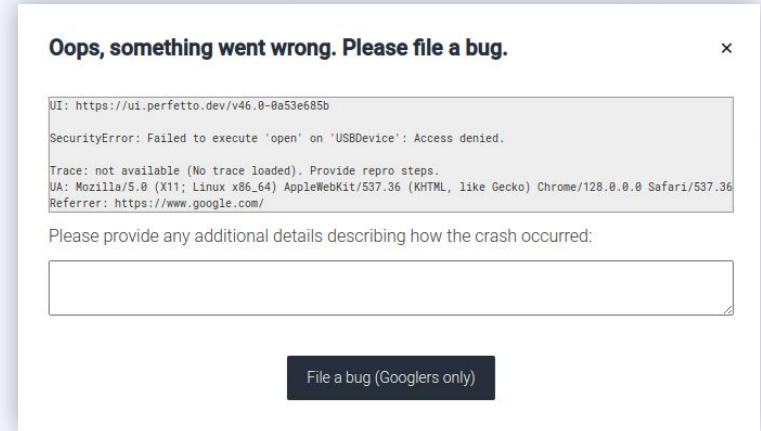 Oops, something went wrong. Please file a bug.
×
UI: https://ui.perfetto.dev/v46.0-0a53e685b
SecurityError: Failed to execute 'open' on 'USBDevice': Access denied.
Trace: not available (No trace loaded). Provide repro steps.
UA: Mozilla/5.0 (X11; Linux x86_64) AppleWebKit/537.36 (KHTML, like Gecko) Chrome/128.0.0.0 Safari/537.36
Referrer: https://www.google.com/
Please provide any additional details describing how the crash occurred:
File a bug (Googlers only)